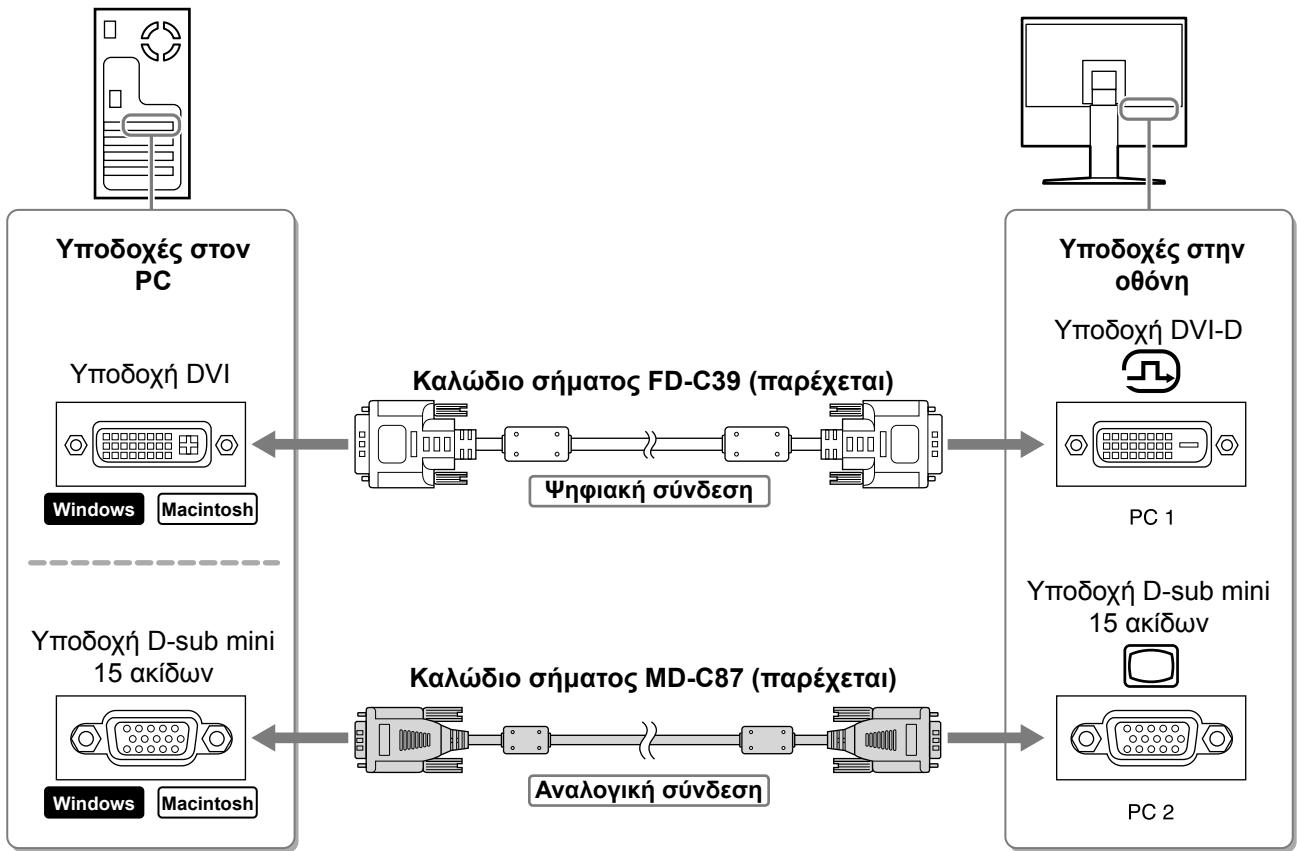 Υποδοχές στον
PC
Υποδοχή DVI
Windows Macintosh
Υποδοχή D-sub mini
15 ακίδων
Windows Macintosh
Καλώδιο σήματος FD-C39 (παρέχεται)
Ψηφιακή σύνδεση
Καλώδιο σήματος MD-C87 (παρέχεται)
Αναλογική σύνδεση
Υποδοχές στην
οθόνη
Υποδοχή DVI-D
PC 1
Υποδοχή D-sub mini
15 ακίδων
PC 2